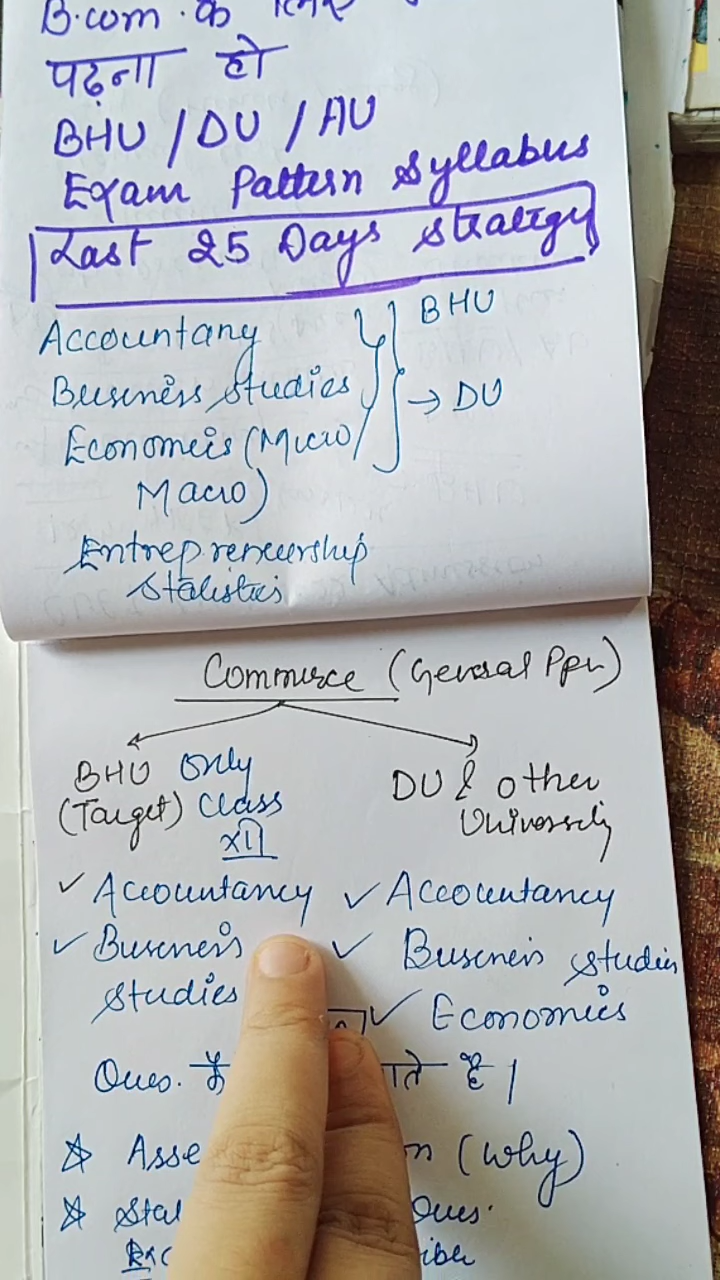 B.com. के लिए
पढ़ना हो
BHU / DU / AU
Exam Pattern Syllabus
Last 25 Days Strategy
Accountany } BHU
Business Studies → DU
Economics (Micro/
Macro)
Entrepreneurship
Statistics
Commerce (General Ppr)
BHU Only
(Target) Class
XII
DU & Other
University
✓ Accountancy ✓ Accountancy
✓ Business ✓ Business Studies
Studies ✓ Economics
Ques. है।
☆ (Why)
☆ Ques.